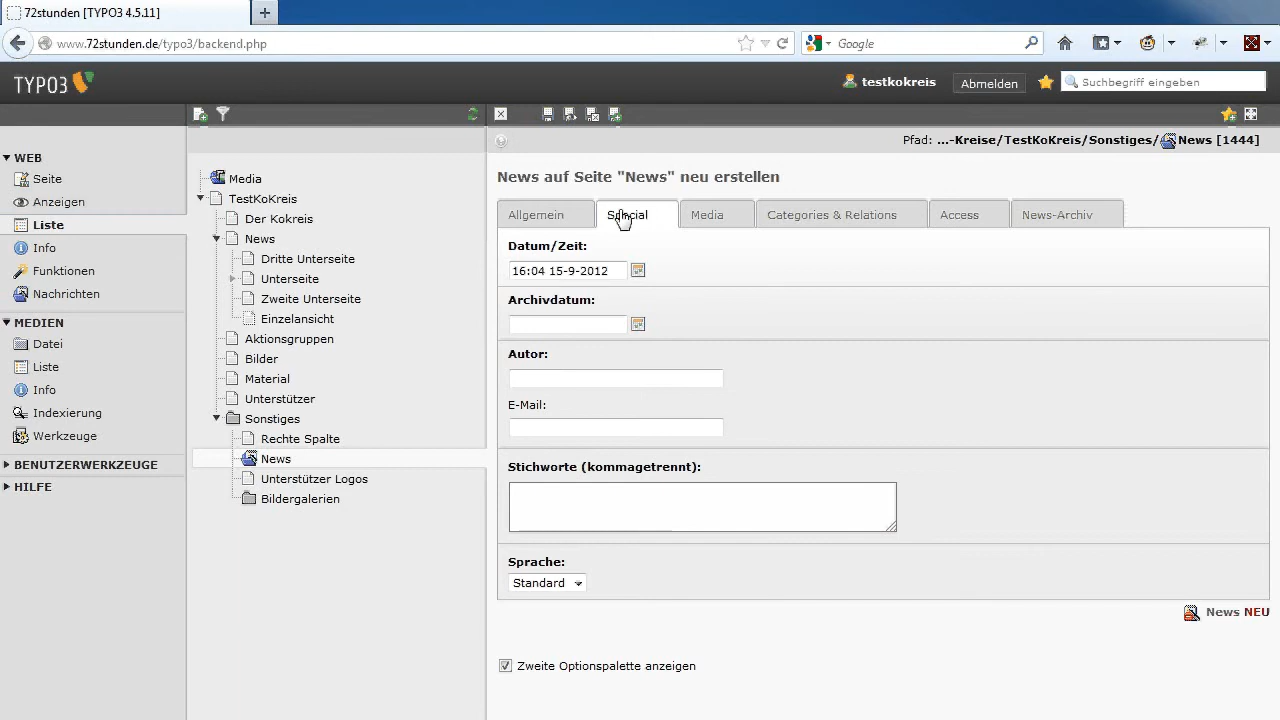 72stunden [TYPO3 4.5.11]
www.72stunden.de/typo3/backend.php
Google
TYPO3
testkokreis
Abmelden
Suchbegriff eingeben
Pfad: ...-Kreise/TestKoKreis/Sonstiges/ News [1444]
WEB
Seite
Anzeigen
Liste
Info
Funktionen
Nachrichten
MEDIEN
Datei
Liste
Info
Indexierung
Werkzeuge
BENUTZERWERKZEUGE
HILFE
Media
TestKoKreis
Der Kokreis
News
Dritte Unterseite
Unterseite
Zweite Unterseite
Einzelansicht
Aktionsgruppen
Bilder
Material
Unterstützer
Sonstiges
Rechte Spalte
News
Unterstützer Logos
Bildergalerien
News auf Seite "News" neu erstellen
Allgemein
Special
Media
Categories & Relations
Access
News-Archiv
Datum/Zeit:
16:04 15-9-2012
Archivdatum:
Autor:
E-Mail:
Stichworte (kommagetrennt):
Sprache:
Standard
News NEU
Zweite Optionspalette anzeigen